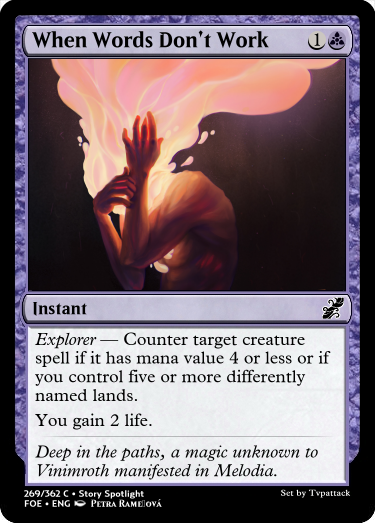 When Words Don't Work 1
Instant
Explorer — Counter target creature
spell if it has mana value 4 or less or if
you control five or more differently
named lands.
You gain 2 life.
Deep in the paths, a magic unknown to
Vinimroth manifested in Melodia.
269/362 C • Story Spotlight
Set by Tvpattack
FOE • ENG PETRA